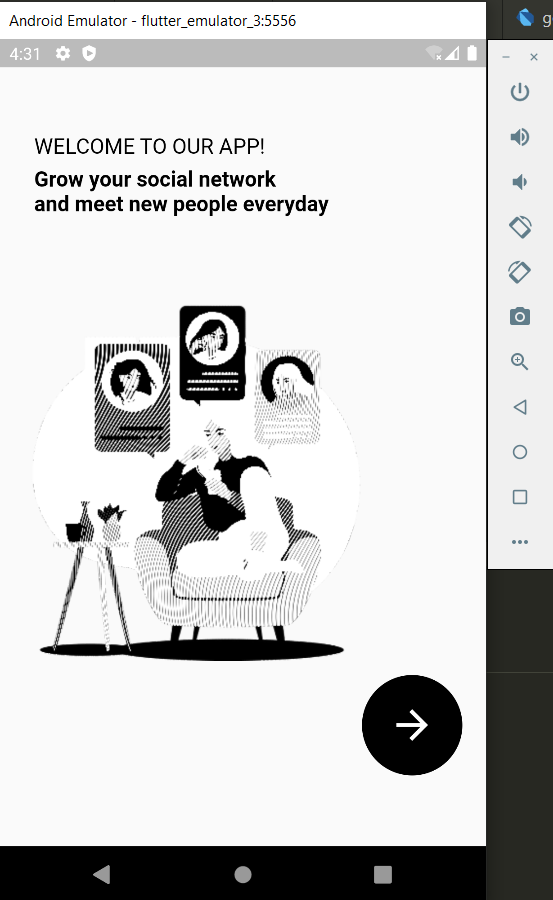 Android Emulator - flutter_emulator_3:5556
4:31
WELCOME TO OUR APP!
Grow your social network
and meet new people everyday